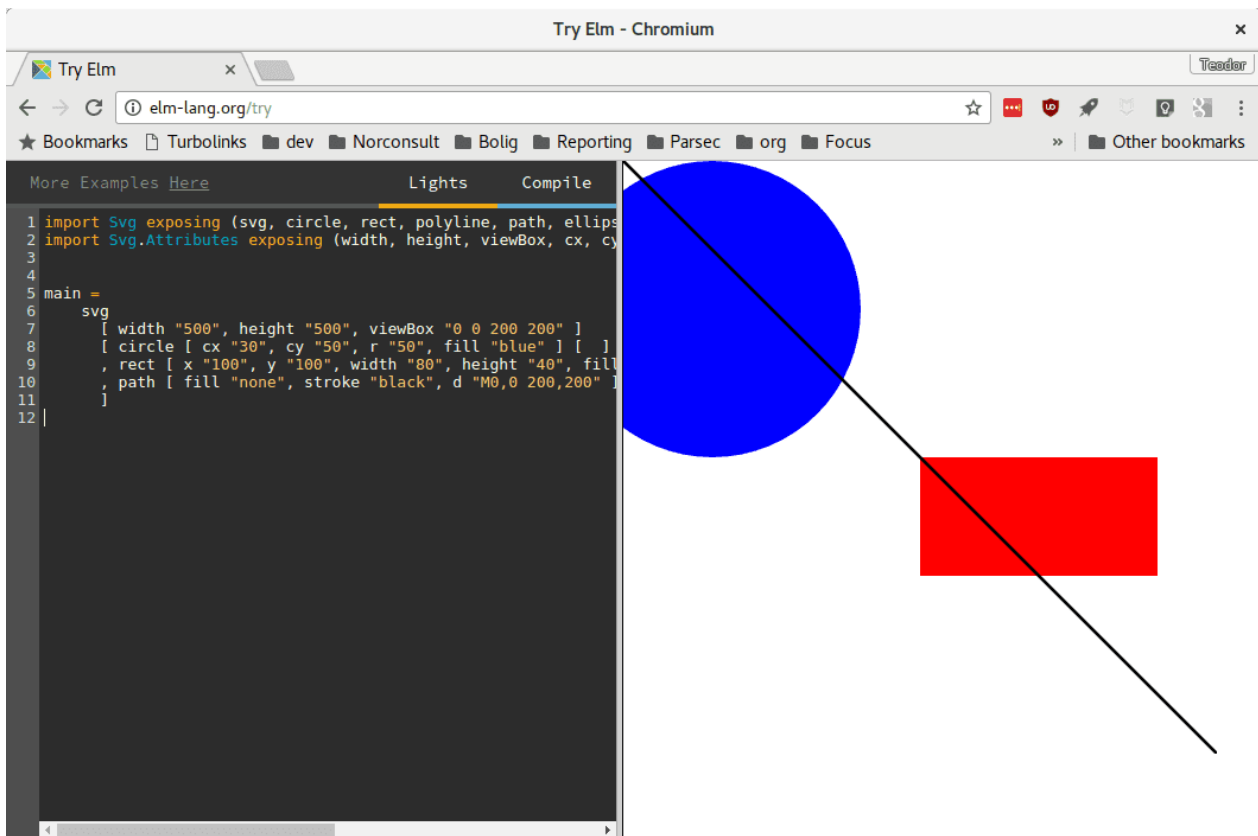 Try Elm - Chromium
Try Elm
Teodor
elm-lang.org/try
Bookmarks Turbolinks dev Norconsult Bolig Reporting Parsec org Focus » Other bookmarks
More Examples Here Lights Compile
1 import Svg exposing (svg, circle, rect, polyline, path, ellips
2 import Svg.Attributes exposing (width, height, viewBox, cx, cy
3
4
5 main =
6 svg
7 [ width "500", height "500", viewBox "0 0 200 200" ]
8 [ circle [ cx "30", cy "50", r "50", fill "blue" ] [  ]
9 , rect [ x "100", y "100", width "80", height "40", fill
10 , path [ fill "none", stroke "black", d "M0,0 200,200" ]
11 ]
12